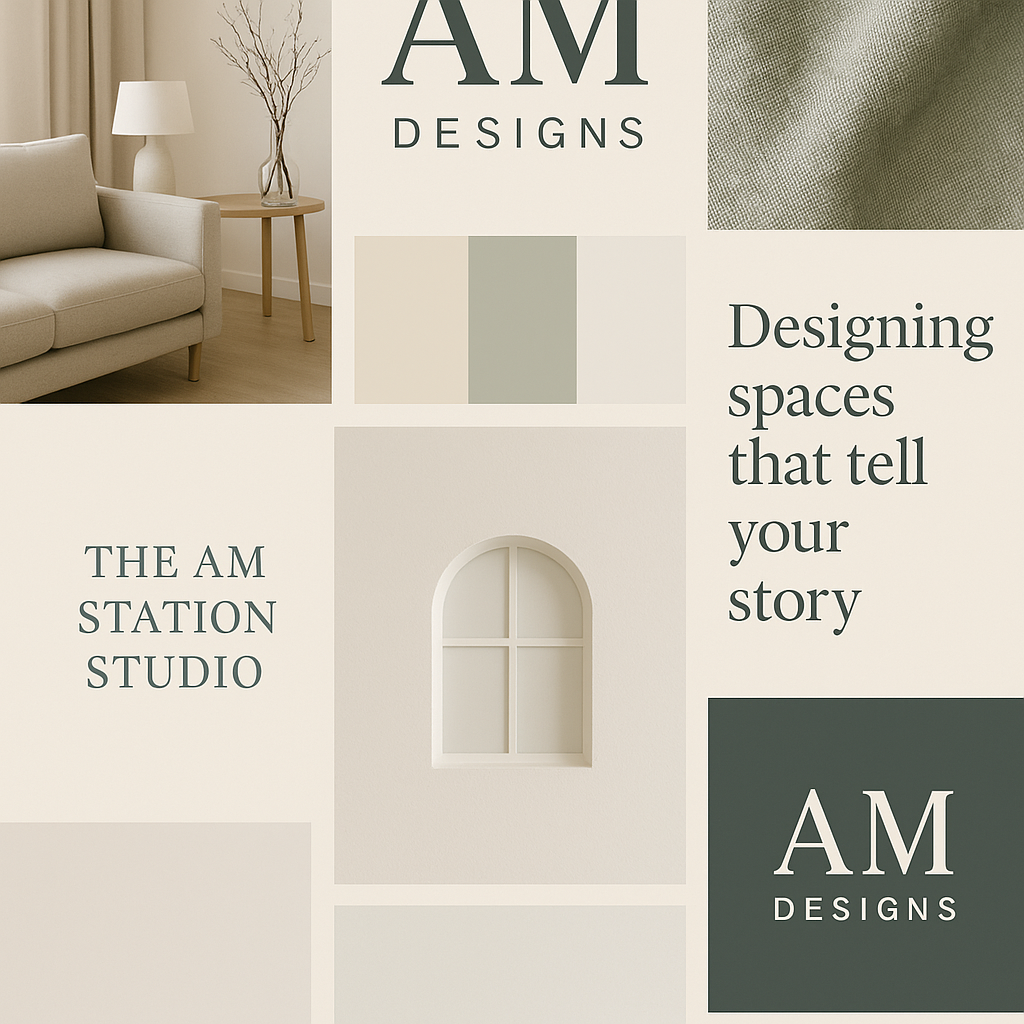 AM
DESIGNS
Designing
spaces
that tell
your
story
THE AM
STATION
STUDIO
AM
DESIGNS